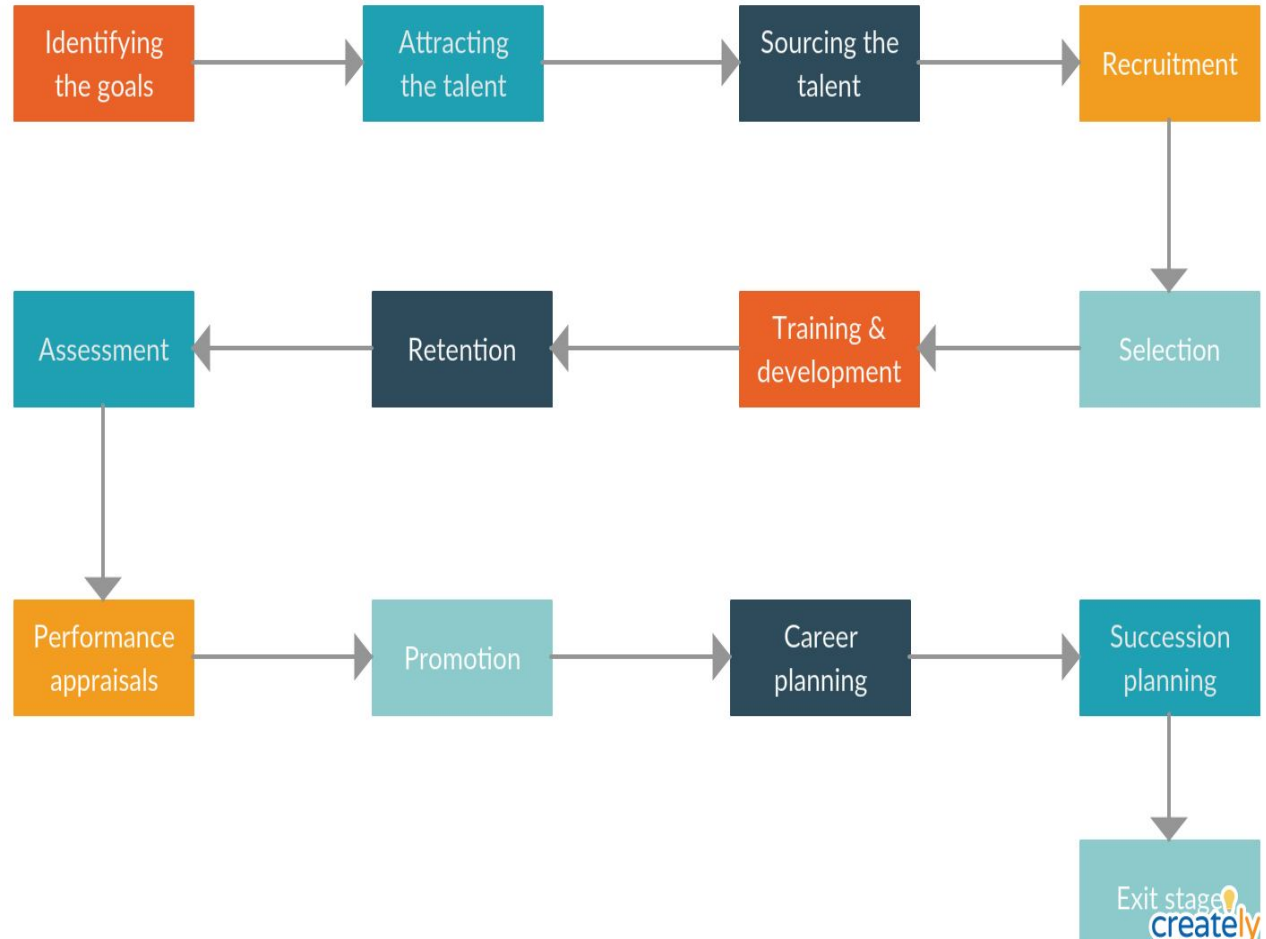 Identifying
the goals
Attracting
the talent
Sourcing the
talent
Recruitment
Selection
Training &
development
Retention
Assessment
Performance
appraisals
Promotion
Career
planning
Succession
planning
Exit stage
creately